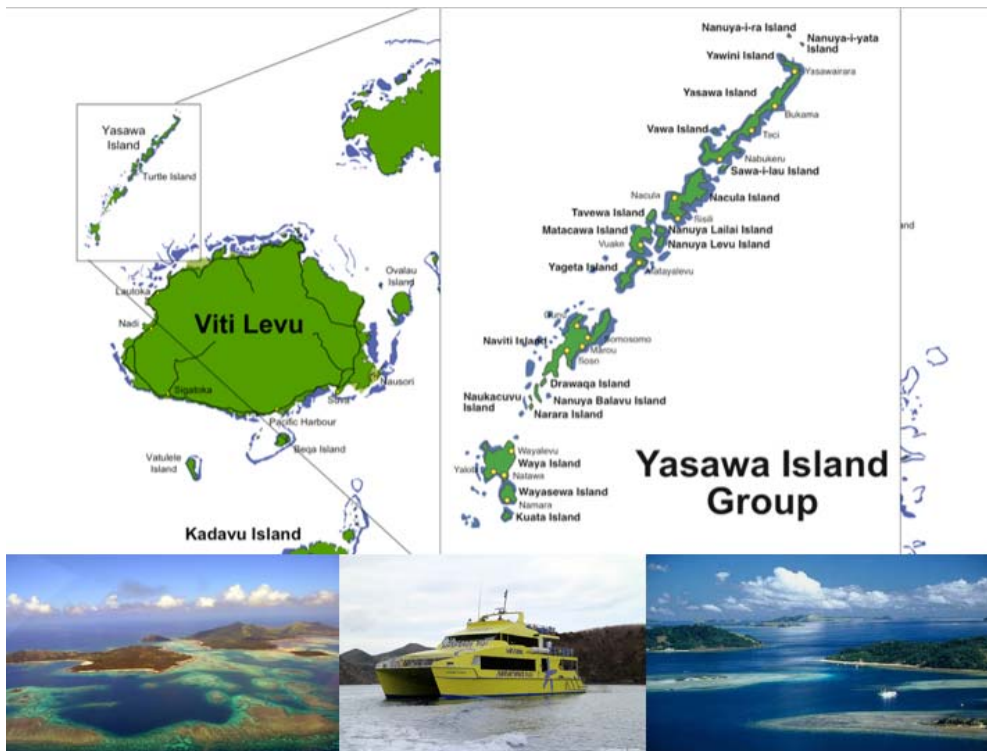 Yasawa
Island
Turtle Island
Ovalau
Island
Lautoka
Nadi
Viti Levu
Sigatoka
Suva
Nausori
Pacific Harbour
Beqa Island
Vatulele
Island
Kadavu Island
Nanuya-i-ra Island
Nanuya-i-yata
Island
Yawini Island
Yasawairara
Yasawa Island
Bukama
Vawa Island
Teci
Nabukeru
Sawa-i-lau Island
Nacula
Nacula Island
Tavewa Island
Matacawa Island
Nanuya Lailai Island
Vuake
Nanuya Levu Island
Yageta Island
Matayalevu
Naviti Island
Somosomo
Marou
Drawaqa Island
Naukacuvu
Island
Nanuya Balavu Island
Narara Island
Wayalevu
Waya Island
Natawa
Wayasewa Island
Namara
Kuata Island
Yasawa Island
Group
and